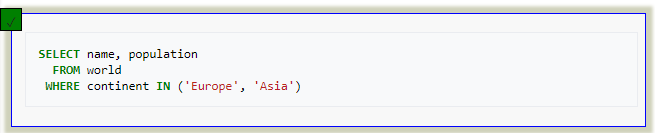 SELECT name, population
FROM world
WHERE continent IN ('Europe', 'Asia')